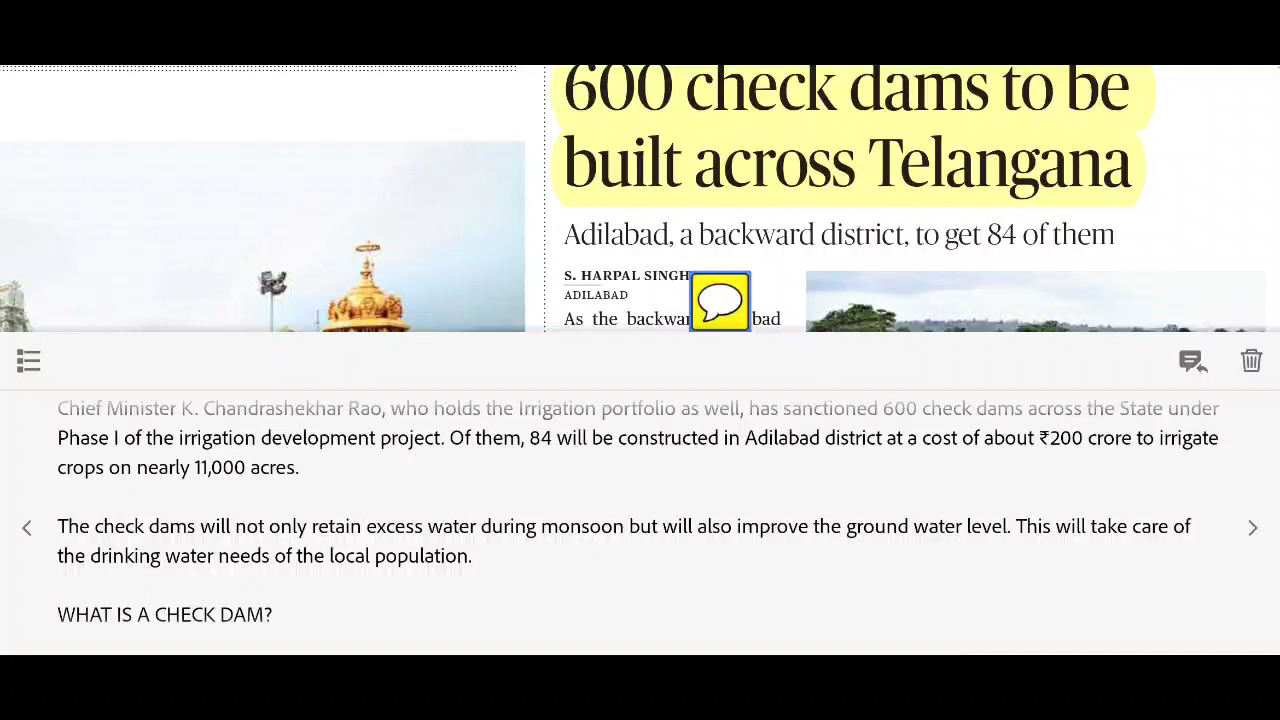 600 check dams to be
built across Telangana
Adilabad, a backward district, to get 84 of them
S. HARPAL SINGH
ADILABAD
As the backwar bad
Chief Minister K. Chandrashekhar Rao, who holds the Irrigation portfolio as well, has sanctioned 600 check dams across the State under
Phase I of the irrigation development project. Of them, 84 will be constructed in Adilabad district at a cost of about ₹200 crore to irrigate
crops on nearly 11,000 acres.
The check dams will not only retain excess water during monsoon but will also improve the ground water level. This will take care of
the drinking water needs of the local population.
WHAT IS A CHECK DAM?